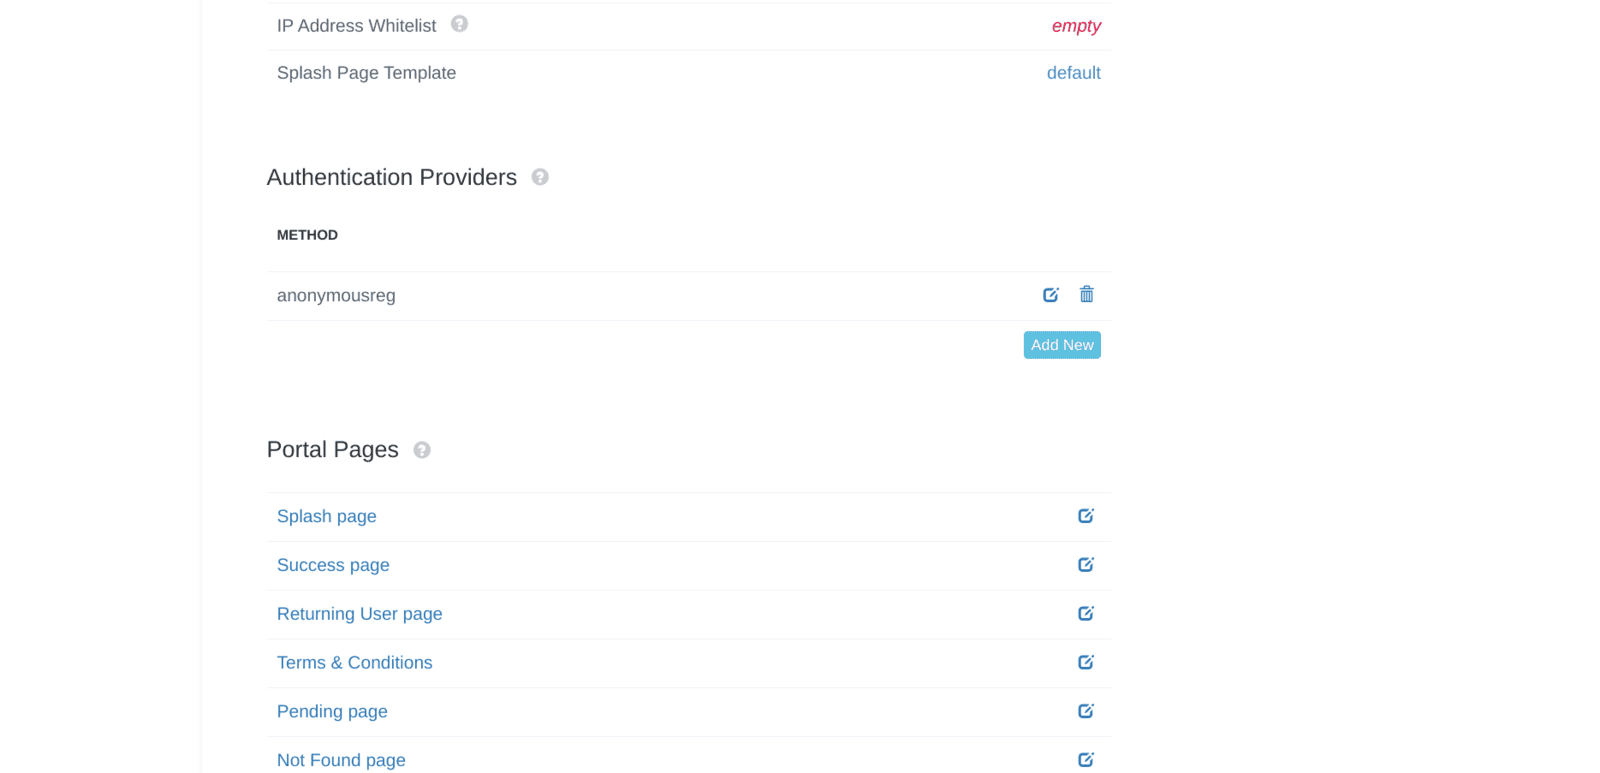 IP Address Whitelist ? empty
Splash Page Template default
Authentication Providers ?
METHOD
anonymousreg
Add New
Portal Pages ?
Splash page
Success page
Returning User page
Terms & Conditions
Pending page
Not Found page